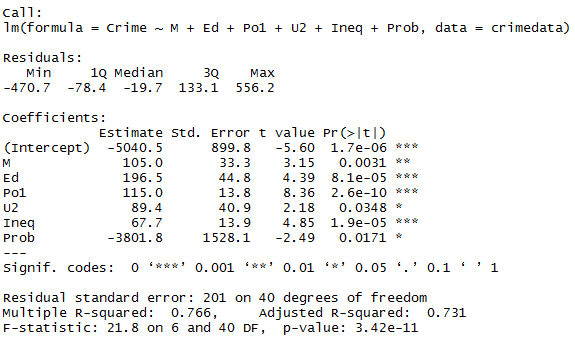 Call:
lm(formula = Crime ~ M + Ed + Po1 + U2 + Ineq + Prob, data = crimedata)
Residuals:
Min 1Q Median 3Q Max
-470.7 -78.4 -19.7 133.1 556.2
Coefficients:
Estimate Std. Error t value Pr(>|t|)
(Intercept) -5040.5 899.8 -5.60 1.7e-06 ***
M 105.0 33.3 3.15 0.0031 **
Ed 196.5 44.8 4.39 8.1e-05 ***
Po1 115.0 13.8 8.36 2.6e-10 ***
U2 89.4 40.9 2.18 0.0348 *
Ineq 67.7 13.9 4.85 1.9e-05 ***
Prob -3801.8 1528.1 -2.49 0.0171 *
---
Signif. codes: 0 ‘***’ 0.001 ‘**’ 0.01 ‘*’ 0.05 ‘.’ 0.1 ‘ ’ 1
Residual standard error: 201 on 40 degrees of freedom
Multiple R-squared: 0.766, Adjusted R-squared: 0.731
F-statistic: 21.8 on 6 and 40 DF, p-value: 3.42e-11